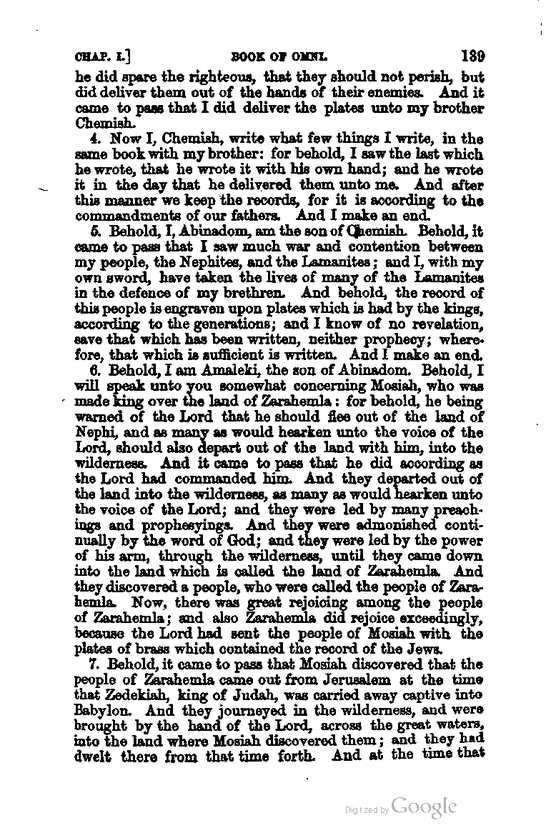 CHAP. I.] BOOK OF OMNI. 139
he did spare the righteous, that they should not perish, but
did deliver them out of the hands of their enemies. And it
came to pass that I did deliver the plates unto my brother
Chemish.
4. Now I, Chemish, write what few things I write, in the
same book with my brother: for behold, I saw the last which
he wrote, that he wrote it with his own hand; and he wrote
it in the day that he delivered them unto me. And after
this manner we keep the records, for it is according to the
commandments of our fathers. And I make an end.
5. Behold, I, Abinadom, am the son of Chemish. Behold, it
came to pass that I saw much war and contention between
my people, the Nephites, and the Lamanites; and I, with my
own sword, have taken the lives of many of the Lamanites
in the defence of my brethren. And behold, the record of
this people is engraven upon plates which is had by the kings,
according to the generations; and I know of no revelation,
save that which has been written, neither prophecy; where-
fore, that which is sufficient is written. And I make an end.
6. Behold, I am Amaleki, the son of Abinadom. Behold, I
will speak unto you somewhat concerning Mosiah, who was
made king over the land of Zarahemla: for behold, he being
warned of the Lord that he should flee out of the land of
Nephi, and as many as would hearken unto the voice of the
Lord, should also depart out of the land with him, into the
wilderness. And it came to pass that he did according as
the Lord had commanded him. And they departed out of
the land into the wilderness, as many as would hearken unto
the voice of the Lord; and they were led by many preach-
ings and prophesyings. And they were admonished conti-
nually by the word of God; and they were led by the power
of his arm, through the wilderness, until they came down
into the land which is called the land of Zarahemla. And
they discovered a people, who were called the people of Zara-
hemla. Now, there was great rejoicing among the people
of Zarahemla; and also Zarahemla did rejoice exceedingly,
because the Lord had sent the people of Mosiah with the
plates of brass which contained the record of the Jews.
7. Behold, it came to pass that Mosiah discovered that the
people of Zarahemla came out from Jerusalem at the time
that Zedekiah, king of Judah, was carried away captive into
Babylon. And they journeyed in the wilderness, and were
brought by the hand of the Lord, across the great waters,
into the land where Mosiah discovered them; and they had
dwelt there from that time forth. And at the time that
Digitized by Google